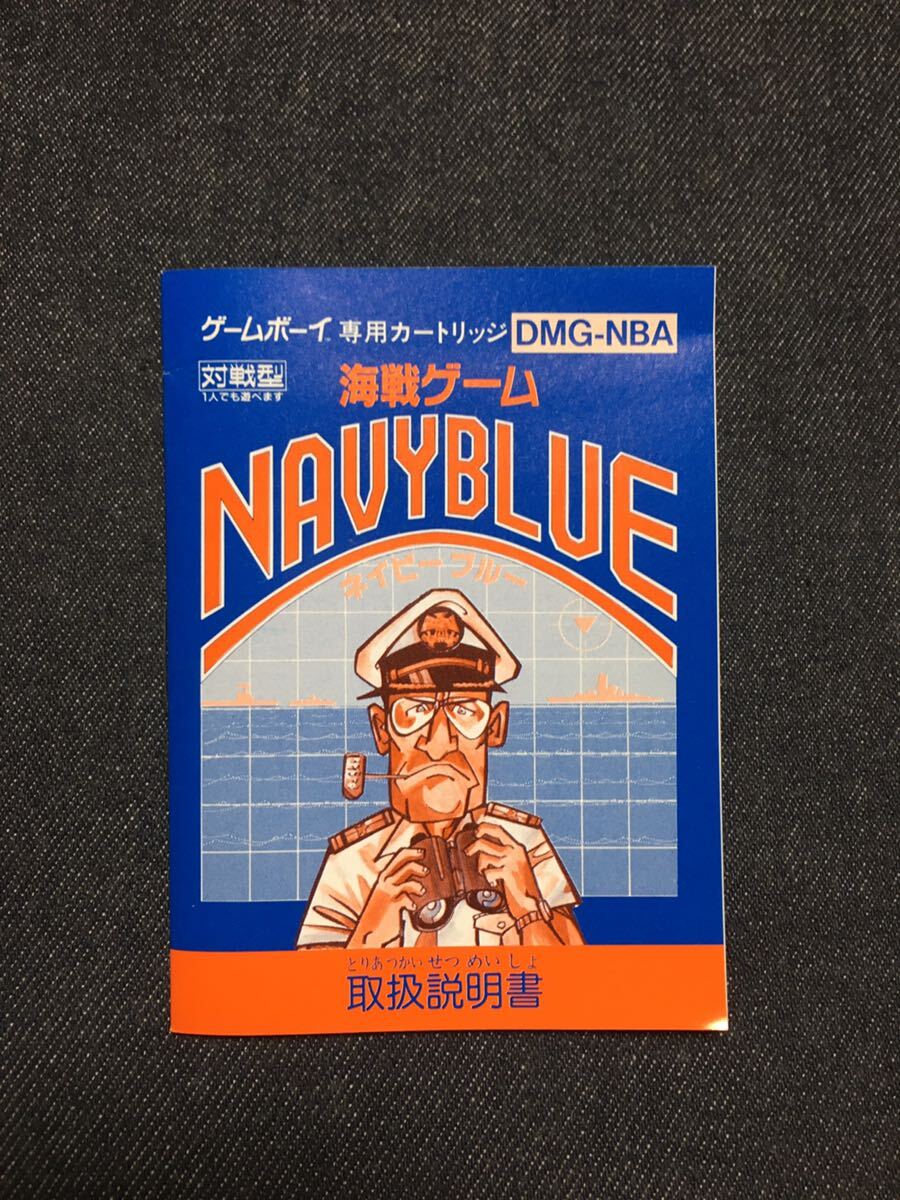 ゲームボーイ™専用カートリッジ DMG-NBA
対戦型
1人でも遊べます
海戦ゲーム
NAVYBLUE
ネイビーブルー
とりあつかいせつめいしょ
取扱説明書